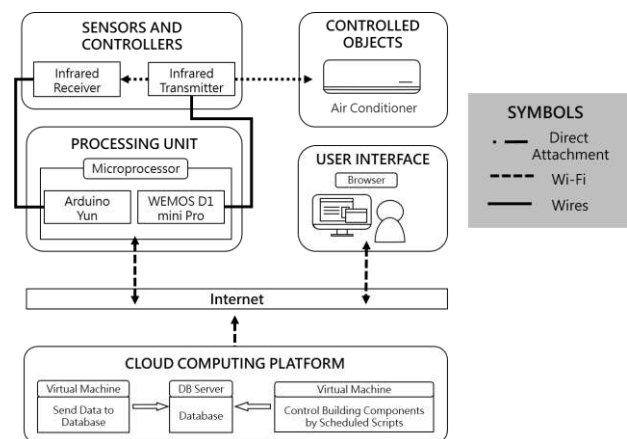 SENSORS AND
CONTROLLERS
Infrared
Receiver
Infrared
Transmitter
CONTROLLED
OBJECTS
Air Conditioner
PROCESSING UNIT
Microprocessor
Arduino
Yun
WEMOS D1
mini Pro
USER INTERFACE
Browser
SYMBOLS
Direct
Attachment
Wi-Fi
Wires
Internet
CLOUD COMPUTING PLATFORM
Virtual Machine
Send Data to
Database
DB Server
Database
Virtual Machine
Control Building Components
by Scheduled Scripts